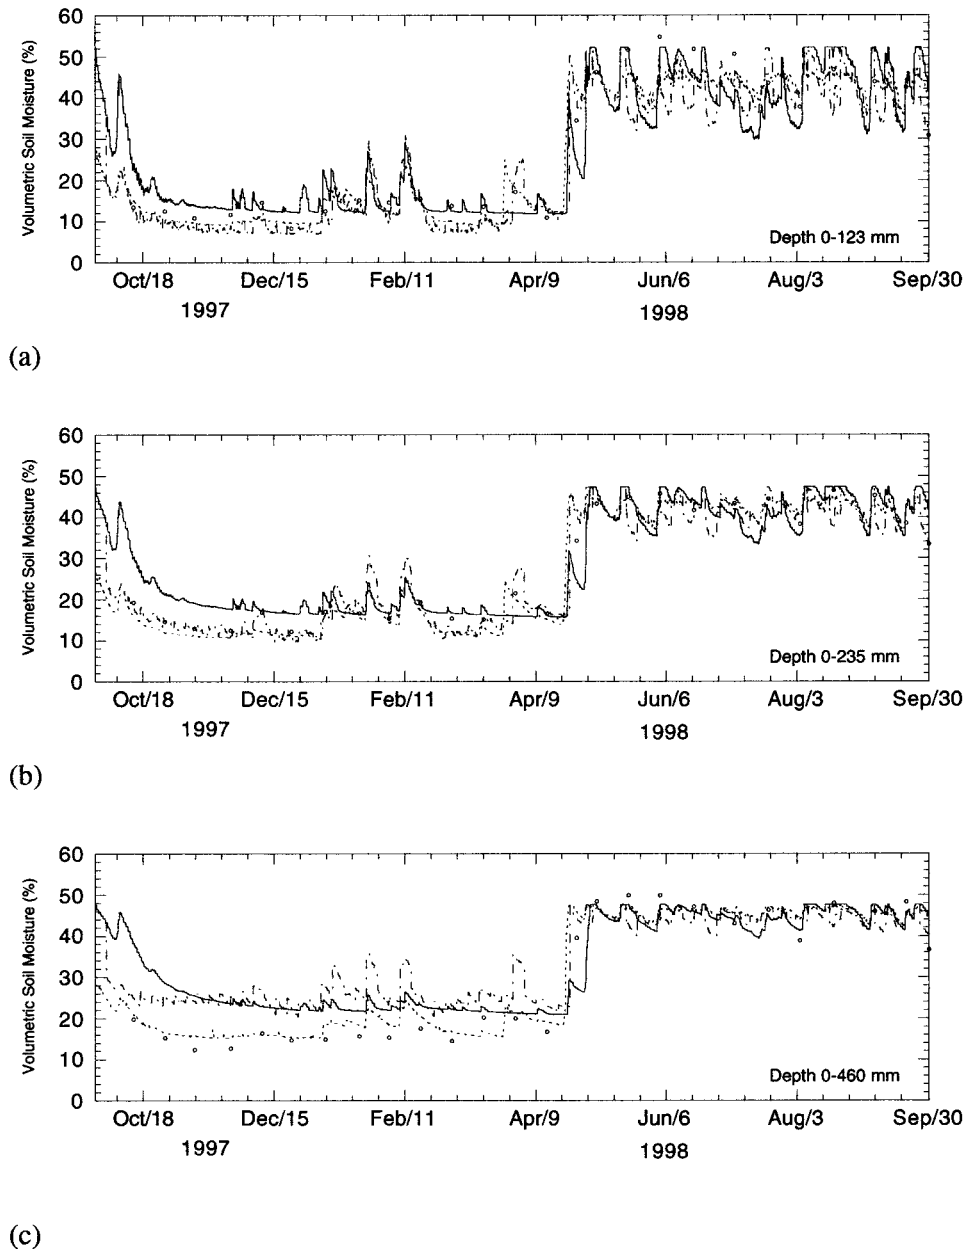 60
50
40
30
20
10
0
Volumetric Soil Moisture (%)
Depth 0-123 mm
Oct/18 Dec/15 Feb/11 Apr/9 Jun/6 Aug/3 Sep/30
1997 1998
(a)
60
50
40
30
20
10
0
Volumetric Soil Moisture (%)
Depth 0-235 mm
Oct/18 Dec/15 Feb/11 Apr/9 Jun/6 Aug/3 Sep/30
1997 1998
(b)
60
50
40
30
20
10
0
Volumetric Soil Moisture (%)
Depth 0-460 mm
Oct/18 Dec/15 Feb/11 Apr/9 Jun/6 Aug/3 Sep/30
1997 1998
(c)